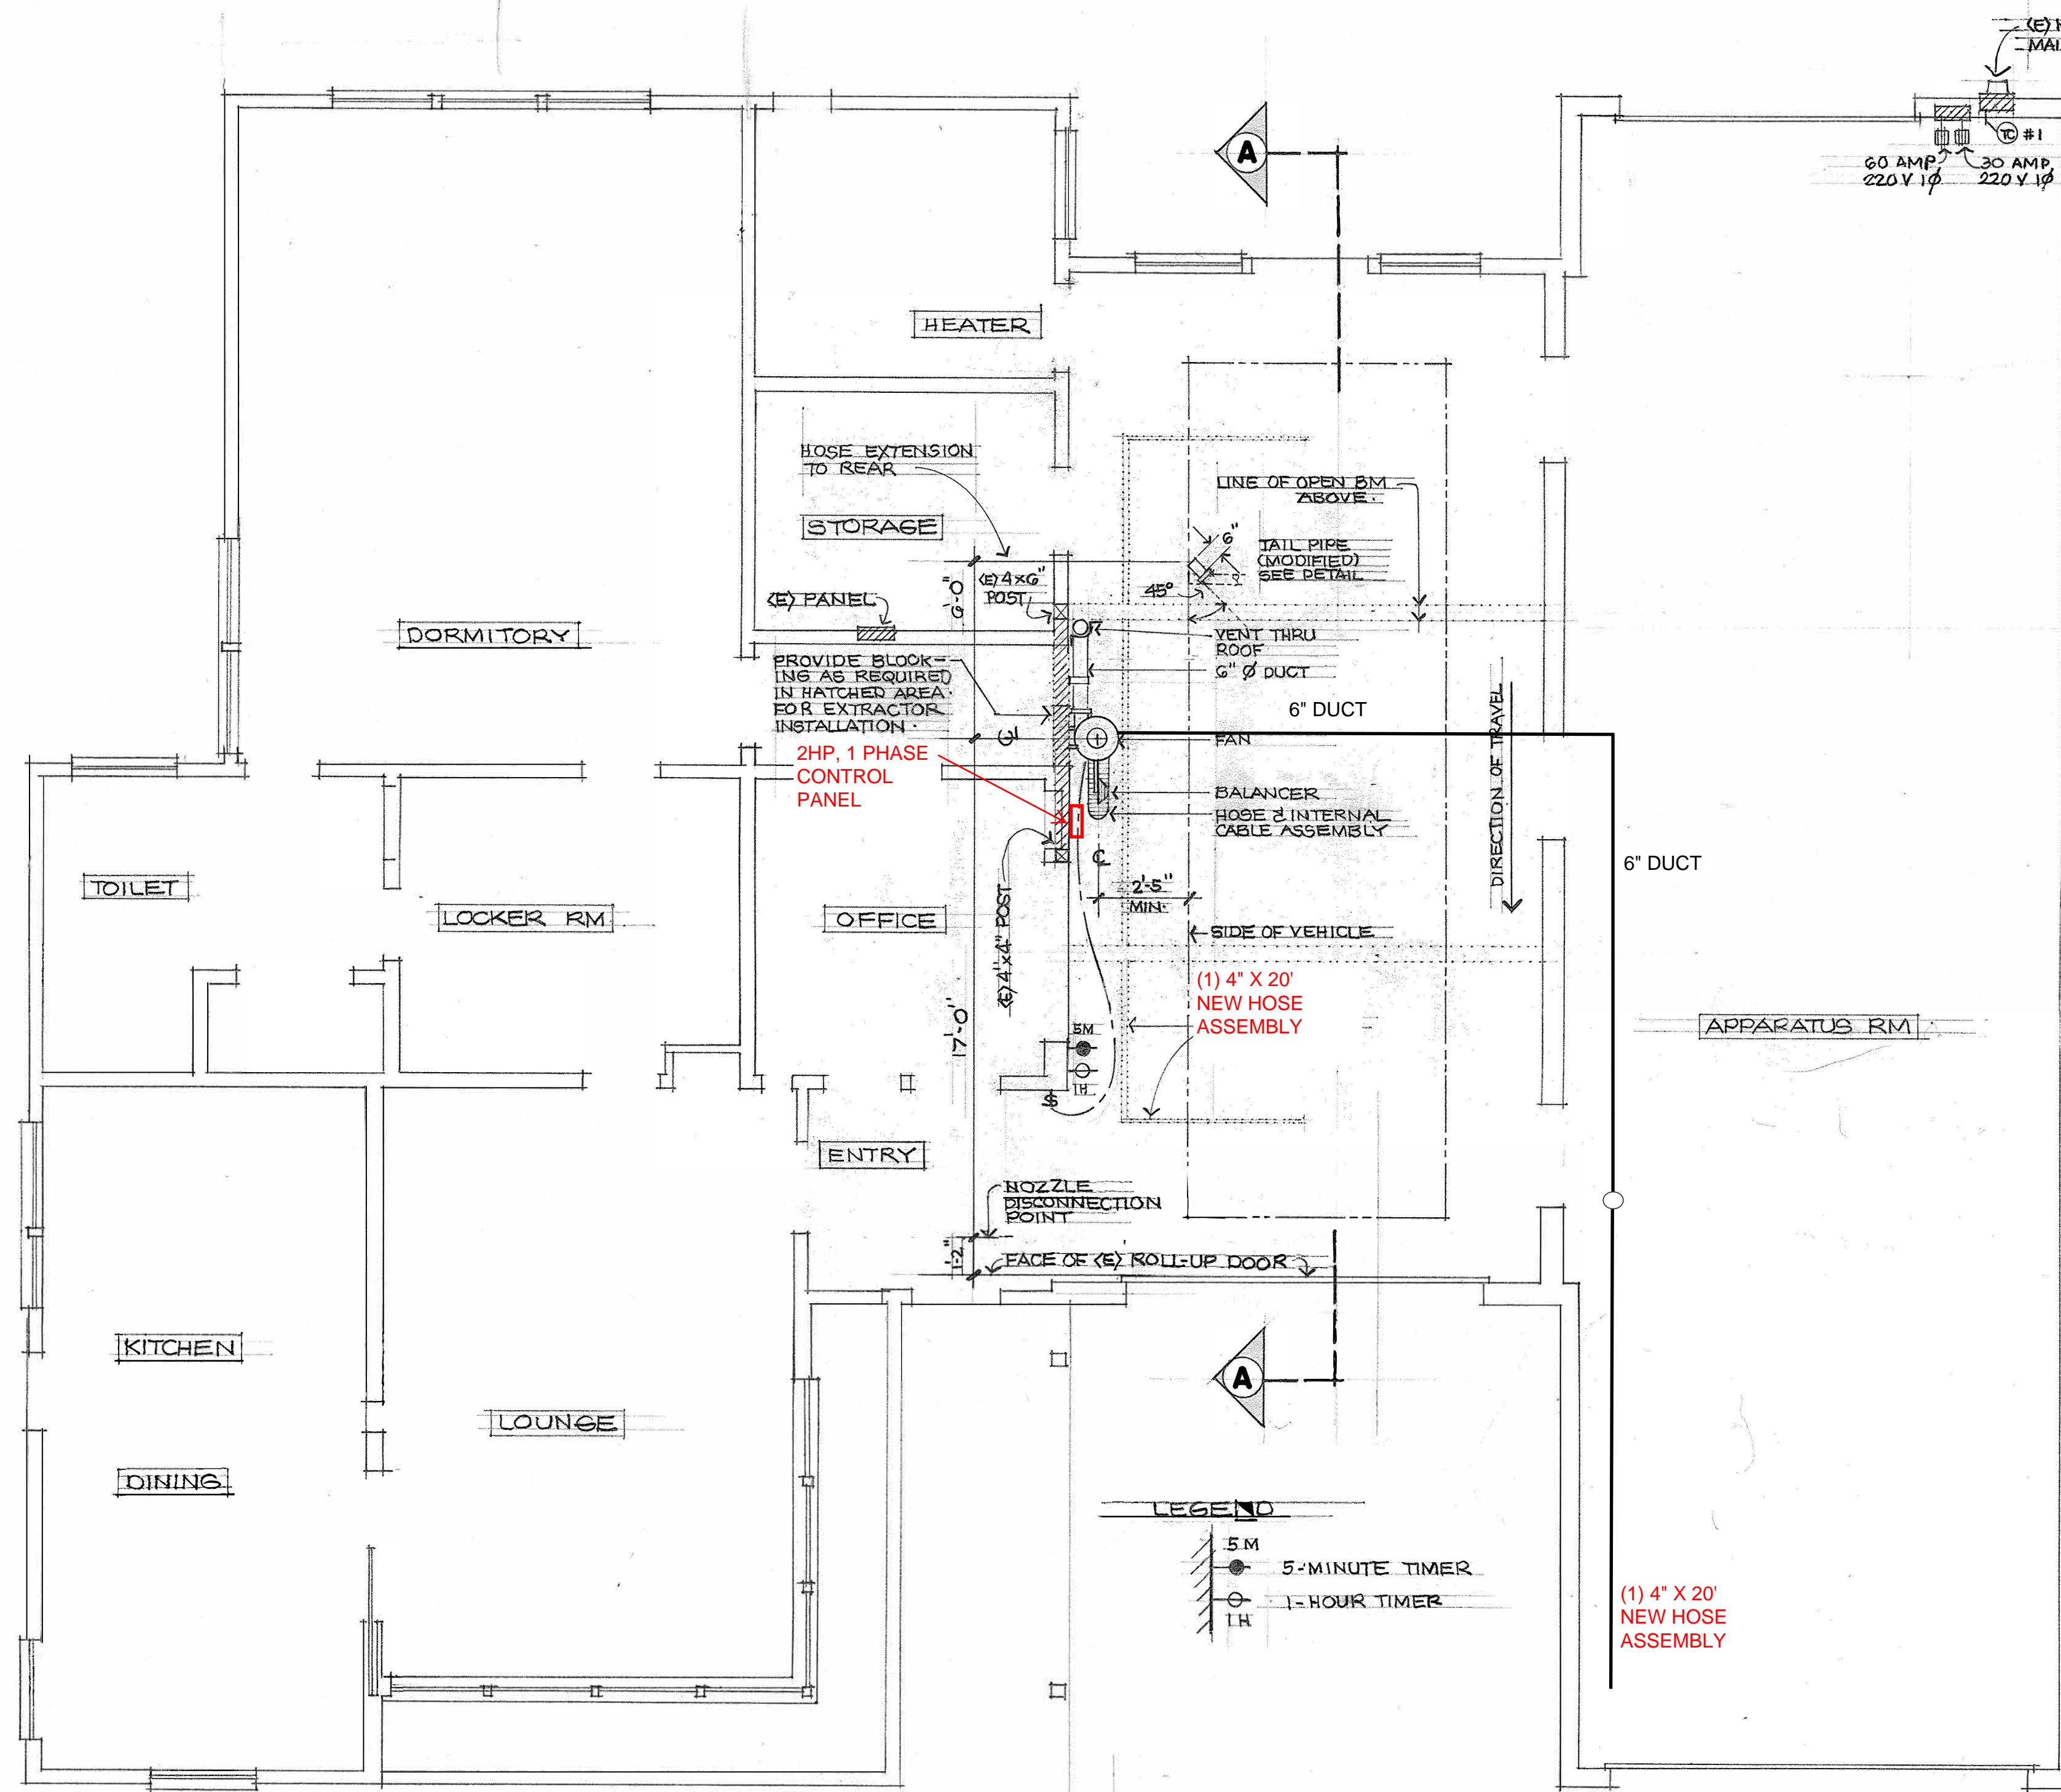 (E)
MAI
TC #1
60 AMP
220 V 1φ
30 AMP
220 V 1φ
A
HEATER
HOSE EXTENSION
TO REAR
STORAGE
LINE OF OPEN BM
ABOVE.
6"
TAIL PIPE
(MODIFIED)
SEE DETAIL
45°
6'-0"
(E) 4x6"
POST
(E) PANEL
DORMITORY
VENT THRU
ROOF
6" Ø DUCT
PROVIDE BLOCK-
ING AS REQUIRED
IN HATCHED AREA
FOR EXTRACTOR
INSTALLATION.
6" DUCT
DIRECTION OF TRAVEL
FAN
2HP, 1 PHASE
CONTROL
PANEL
BALANCER
HOSE & INTERNAL
CABLE ASSEMBLY
6" DUCT
TOILET
LOCKER RM
OFFICE
(E) 4"x4" POST
2'-5"
MIN.
SIDE OF VEHICLE
(1) 4" X 20'
NEW HOSE
ASSEMBLY
17'-0"
5M
1H
S
APPARATUS RM
ENTRY
NOZZLE
DISCONNECTION
POINT
1'-2"
FACE OF (E) ROLL-UP DOOR
KITCHEN
A
LOUNGE
DINING
LEGEND
5M
5-MINUTE TIMER
1-HOUR TIMER
1H
(1) 4" X 20'
NEW HOSE
ASSEMBLY